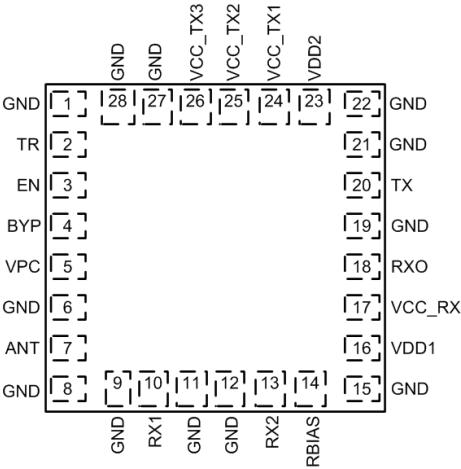 GND GND VCC_TX3 VCC_TX2 VCC_TX1 VDD2
28 27 26 25 24 23
GND 1 22 GND
TR 2 21 GND
EN 3 20 TX
BYP 4 19 GND
VPC 5 18 RXO
GND 6 17 VCC_RX
ANT 7 16 VDD1
GND 8 15 GND
9 10 11 12 13 14
GND RX1 GND GND RX2 RBIAS